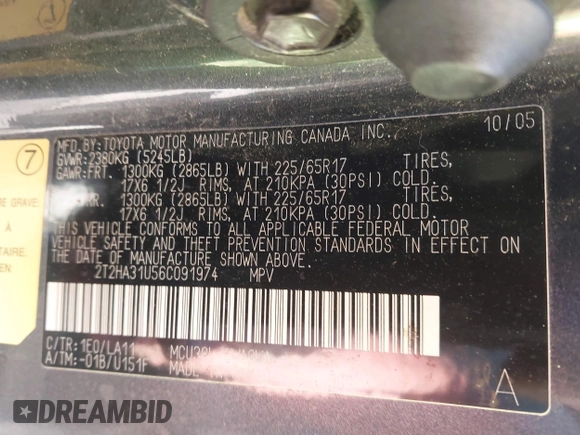 7
E GRAVE:
À
TAIRE.
EN.
MFD.BY:TOYOTA MOTOR MANUFACTURING CANADA INC. 10/05
GVWR:2380KG (5245LB)
GAWR:FRT. 1300KG (2865LB) WITH 225/65R17 TIRES,
17X6 1/2J RIMS, AT 210KPA (30PSI) COLD.
RR. 1300KG (2865LB) WITH 225/65R17 TIRES,
17X6 1/2J RIMS, AT 210KPA (30PSI) COLD.
THIS VEHICLE CONFORMS TO ALL APPLICABLE FEDERAL MOTOR
VEHICLE SAFETY AND THEFT PREVENTION STANDARDS IN EFFECT ON
THE DATE OF MANUFACTURE SHOWN ABOVE.
2T2HA31U56C091974 MPV
C/TR:1E0/LA11
A/TM:-01B/U151F MADE
A
DREAMBID